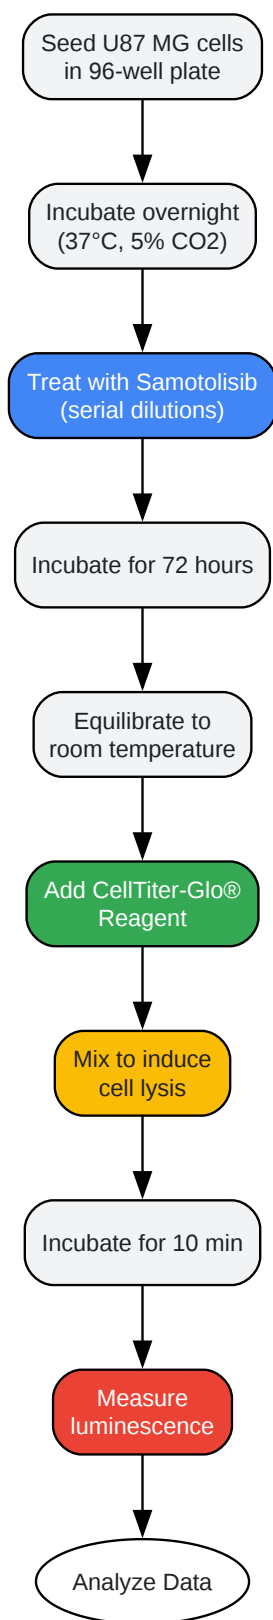 Seed U87 MG cells
in 96-well plate
Incubate overnight
(37°C, 5% CO2)
Treat with Samotolisib
(serial dilutions)
Incubate for 72 hours
Equilibrate to
room temperature
Add CellTiter-Glo®
Reagent
Mix to induce
cell lysis
Incubate for 10 min
Measure
luminescence
Analyze Data